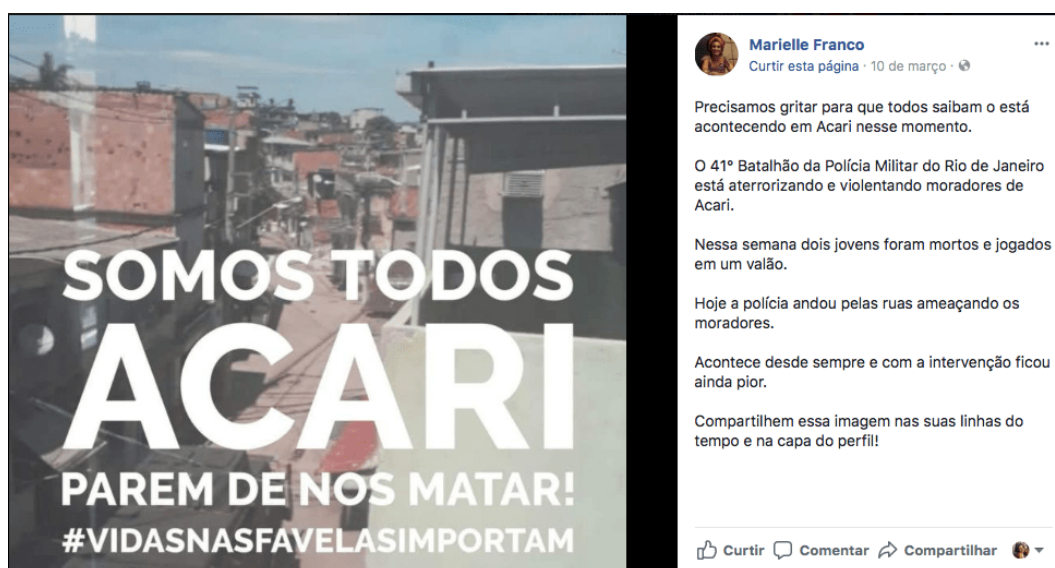 SOMOS TODOS
ACARI
PAREM DE NOS MATAR!
#VIDASNASFAVELASIMPORTAM
Marielle Franco
Curtir esta página · 10 de março ·
Precisamos gritar para que todos saibam o está
acontecendo em Acari nesse momento.
O 41º Batalhão da Polícia Militar do Rio de Janeiro
está aterrorizando e violentando moradores de
Acari.
Nessa semana dois jovens foram mortos e jogados
em um valão.
Hoje a polícia andou pelas ruas ameaçando os
moradores.
Acontece desde sempre e com a intervenção ficou
ainda pior.
Compartilhem essa imagem nas suas linhas do
tempo e na capa do perfil!
Curtir Comentar Compartilhar